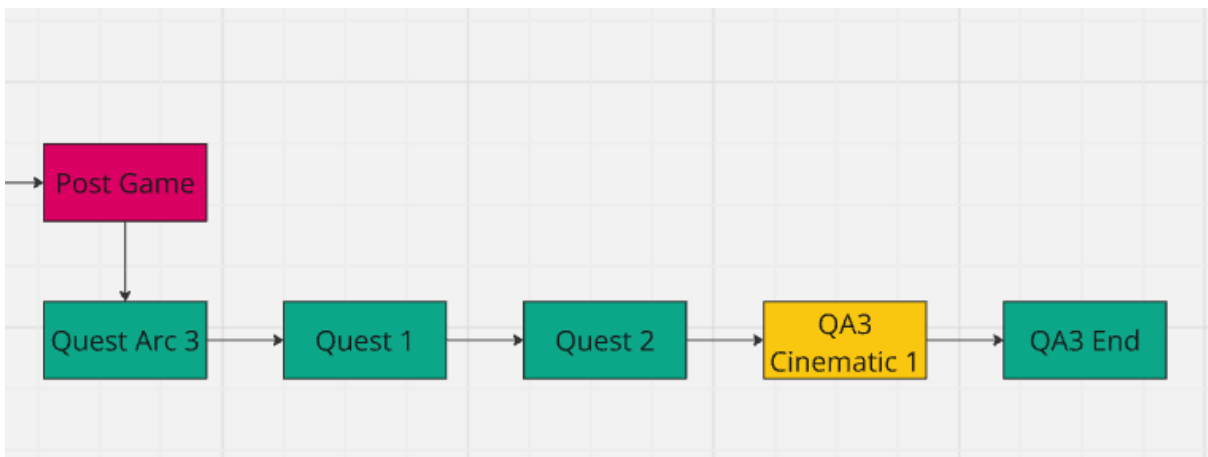 Post Game
Quest Arc 3
Quest 1
Quest 2
QA3
Cinematic 1
QA3 End